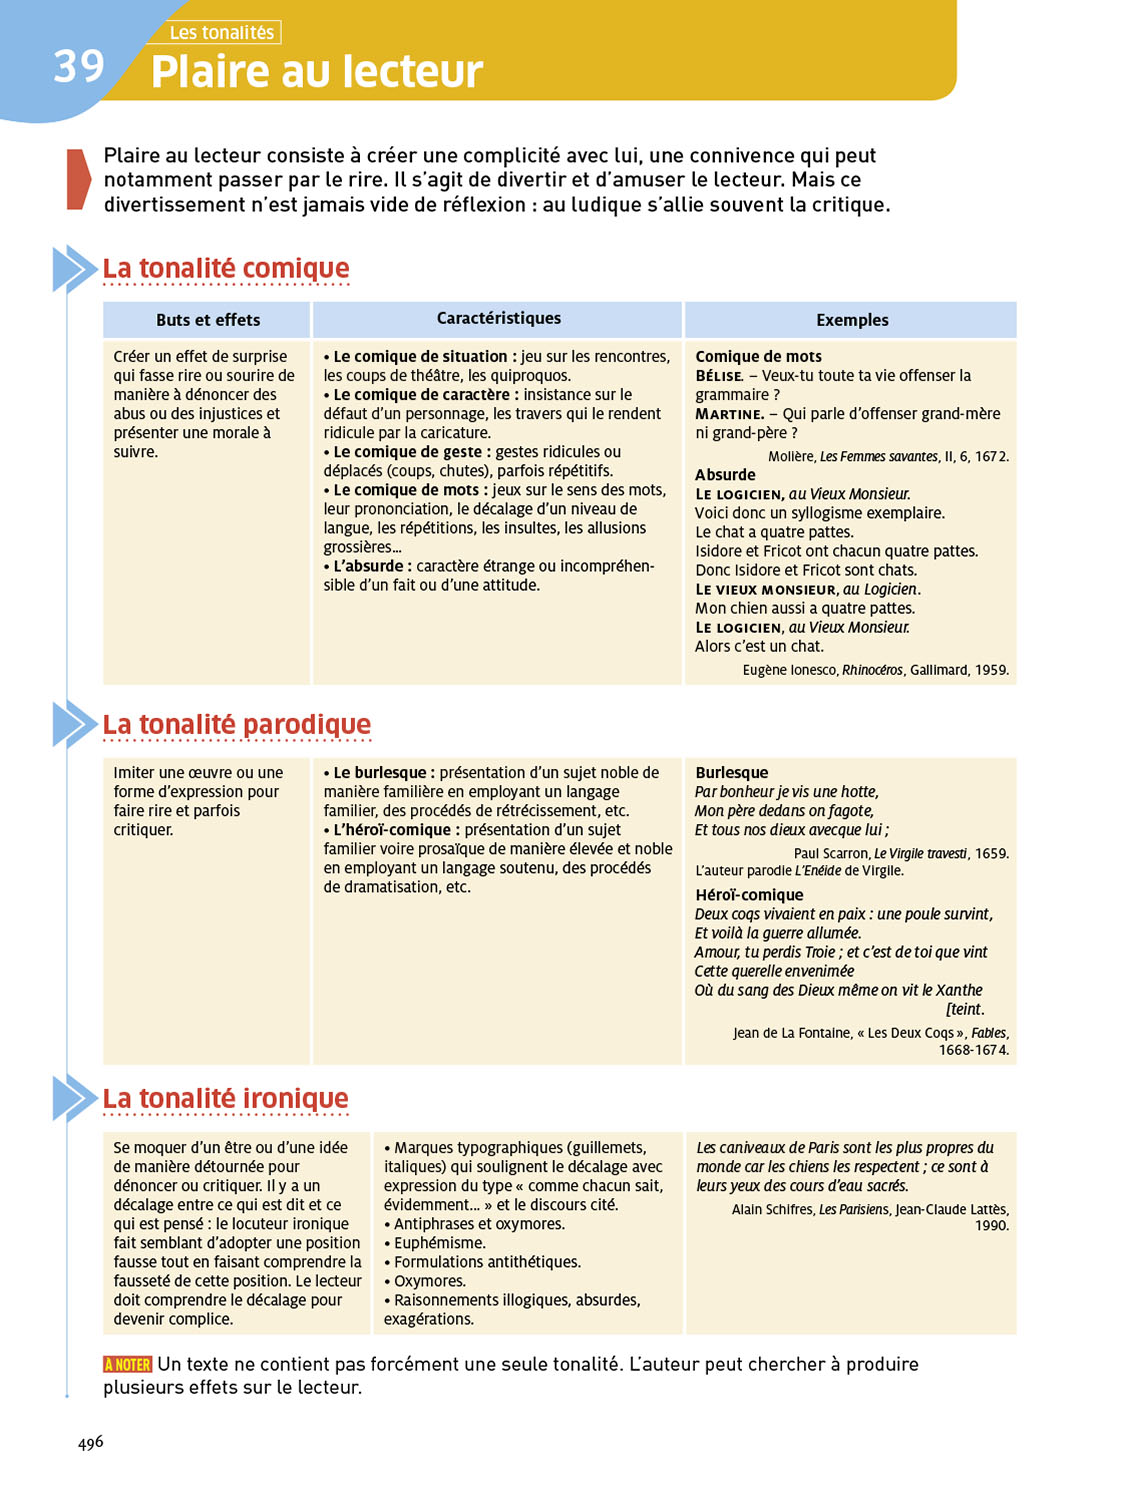 Les tonalités
39
Plaire au lecteur
Plaire au lecteur consiste à créer une complicité avec lui, une connivence qui peut
notamment passer par le rire. Il s'agit de divertir et d'amuser le lecteur. Mais ce
divertissement n'est jamais vide de réflexion : au ludique s'allie souvent la critique.
La tonalité comique
Buts et effets
Caractéristiques
Exemples
Créer un effet de surprise
qui fasse rire ou sourire de
manière à dénoncer des
abus ou des injustices et
présenter une morale à
suivre.
• Le comique de situation : jeu sur les rencontres,
les coups de théâtre, les quiproquos.
• Le comique de caractère : insistance sur le
défaut d'un personnage, les travers qui le rendent
ridicule par la caricature.
• Le comique de geste : gestes ridicules ou
déplacés (coups, chutes), parfois répétitifs.
• Le comique de mots : jeux sur le sens des mots,
leur prononciation, le décalage d'un niveau de
langue, les répétitions, les insultes, les allusions
grossières...
• L'absurde : caractère étrange ou incompréhen-
sible d'un fait ou d'une attitude.
Comique de mots
BÉLISE. – Veux-tu toute ta vie offenser la
grammaire ?
MARTINE. – Qui parle d'offenser grand-mère
ni grand-père ?
Molière, Les Femmes savantes, II, 6, 1672.
Absurde
LE LOGICIEN, au Vieux Monsieur.
Voici donc un syllogisme exemplaire.
Le chat a quatre pattes.
Isidore et Fricot ont chacun quatre pattes.
Donc Isidore et Fricot sont chats.
LE VIEUX MONSIEUR, au Logicien.
Mon chien aussi a quatre pattes.
LE LOGICIEN, au Vieux Monsieur.
Alors c'est un chat.
Eugène Ionesco, Rhinocéros, Gallimard, 1959.
La tonalité parodique
Imiter une œuvre ou une
forme d'expression pour
faire rire et parfois
critiquer.
• Le burlesque : présentation d'un sujet noble de
manière familière en employant un langage
familier, des procédés de rétrécissement, etc.
• L'héroï-comique : présentation d'un sujet
familier voire prosaïque de manière élevée et noble
en employant un langage soutenu, des procédés
de dramatisation, etc.
Burlesque
Par bonheur je vis une hotte,
Mon père dedans on fagote,
Et tous nos dieux avecque lui ;
Paul Scarron, Le Virgile travesti, 1659.
L'auteur parodie L'Enéide de Virgile.
Héroï-comique
Deux coqs vivaient en paix : une poule survint,
Et voilà la guerre allumée.
Amour, tu perdis Troie ; et c'est de toi que vint
Cette querelle envenimée
Où du sang des Dieux même on vit le Xanthe
[teint.
Jean de La Fontaine, « Les Deux Coqs », Fables,
1668-1674.
La tonalité ironique
Se moquer d'un être ou d'une idée
de manière détournée pour
dénoncer ou critiquer. Il y a un
décalage entre ce qui est dit et ce
qui est pensé : le locuteur ironique
fait semblant d'adopter une position
fausse tout en faisant comprendre la
fausseté de cette position. Le lecteur
doit comprendre le décalage pour
devenir complice.
• Marques typographiques (guillemets,
italiques) qui soulignent le décalage avec
expression du type « comme chacun sait,
évidemment... » et le discours cité.
• Antiphrases et oxymores.
• Euphémisme.
• Formulations antithétiques.
• Oxymores.
• Raisonnements illogiques, absurdes,
exagérations.
Les caniveaux de Paris sont les plus propres du
monde car les chiens les respectent ; ce sont à
leurs yeux des cours d'eau sacrés.
Alain Schifres, Les Parisiens, Jean-Claude Lattès,
1990.
À NOTER Un texte ne contient pas forcément une seule tonalité. L'auteur peut chercher à produire
plusieurs effets sur le lecteur.
496